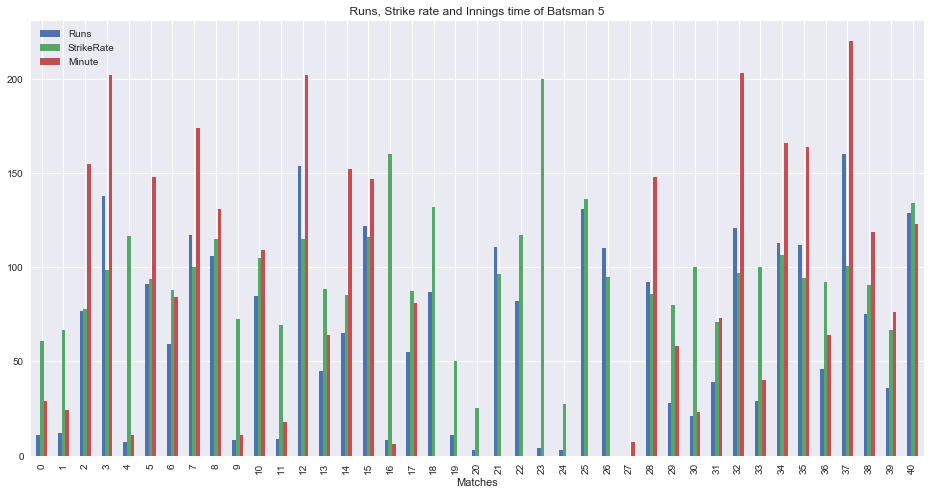 Runs, Strike rate and Innings time of Batsman 5
Runs
StrikeRate
Minute
200
150
100
50
0
0 1 2 3 4 5 6 7 8 9 10 11 12 13 14 15 16 17 18 19 20 21 22 23 24 25 26 27 28 29 30 31 32 33 34 35 36 37 38 39 40
Matches